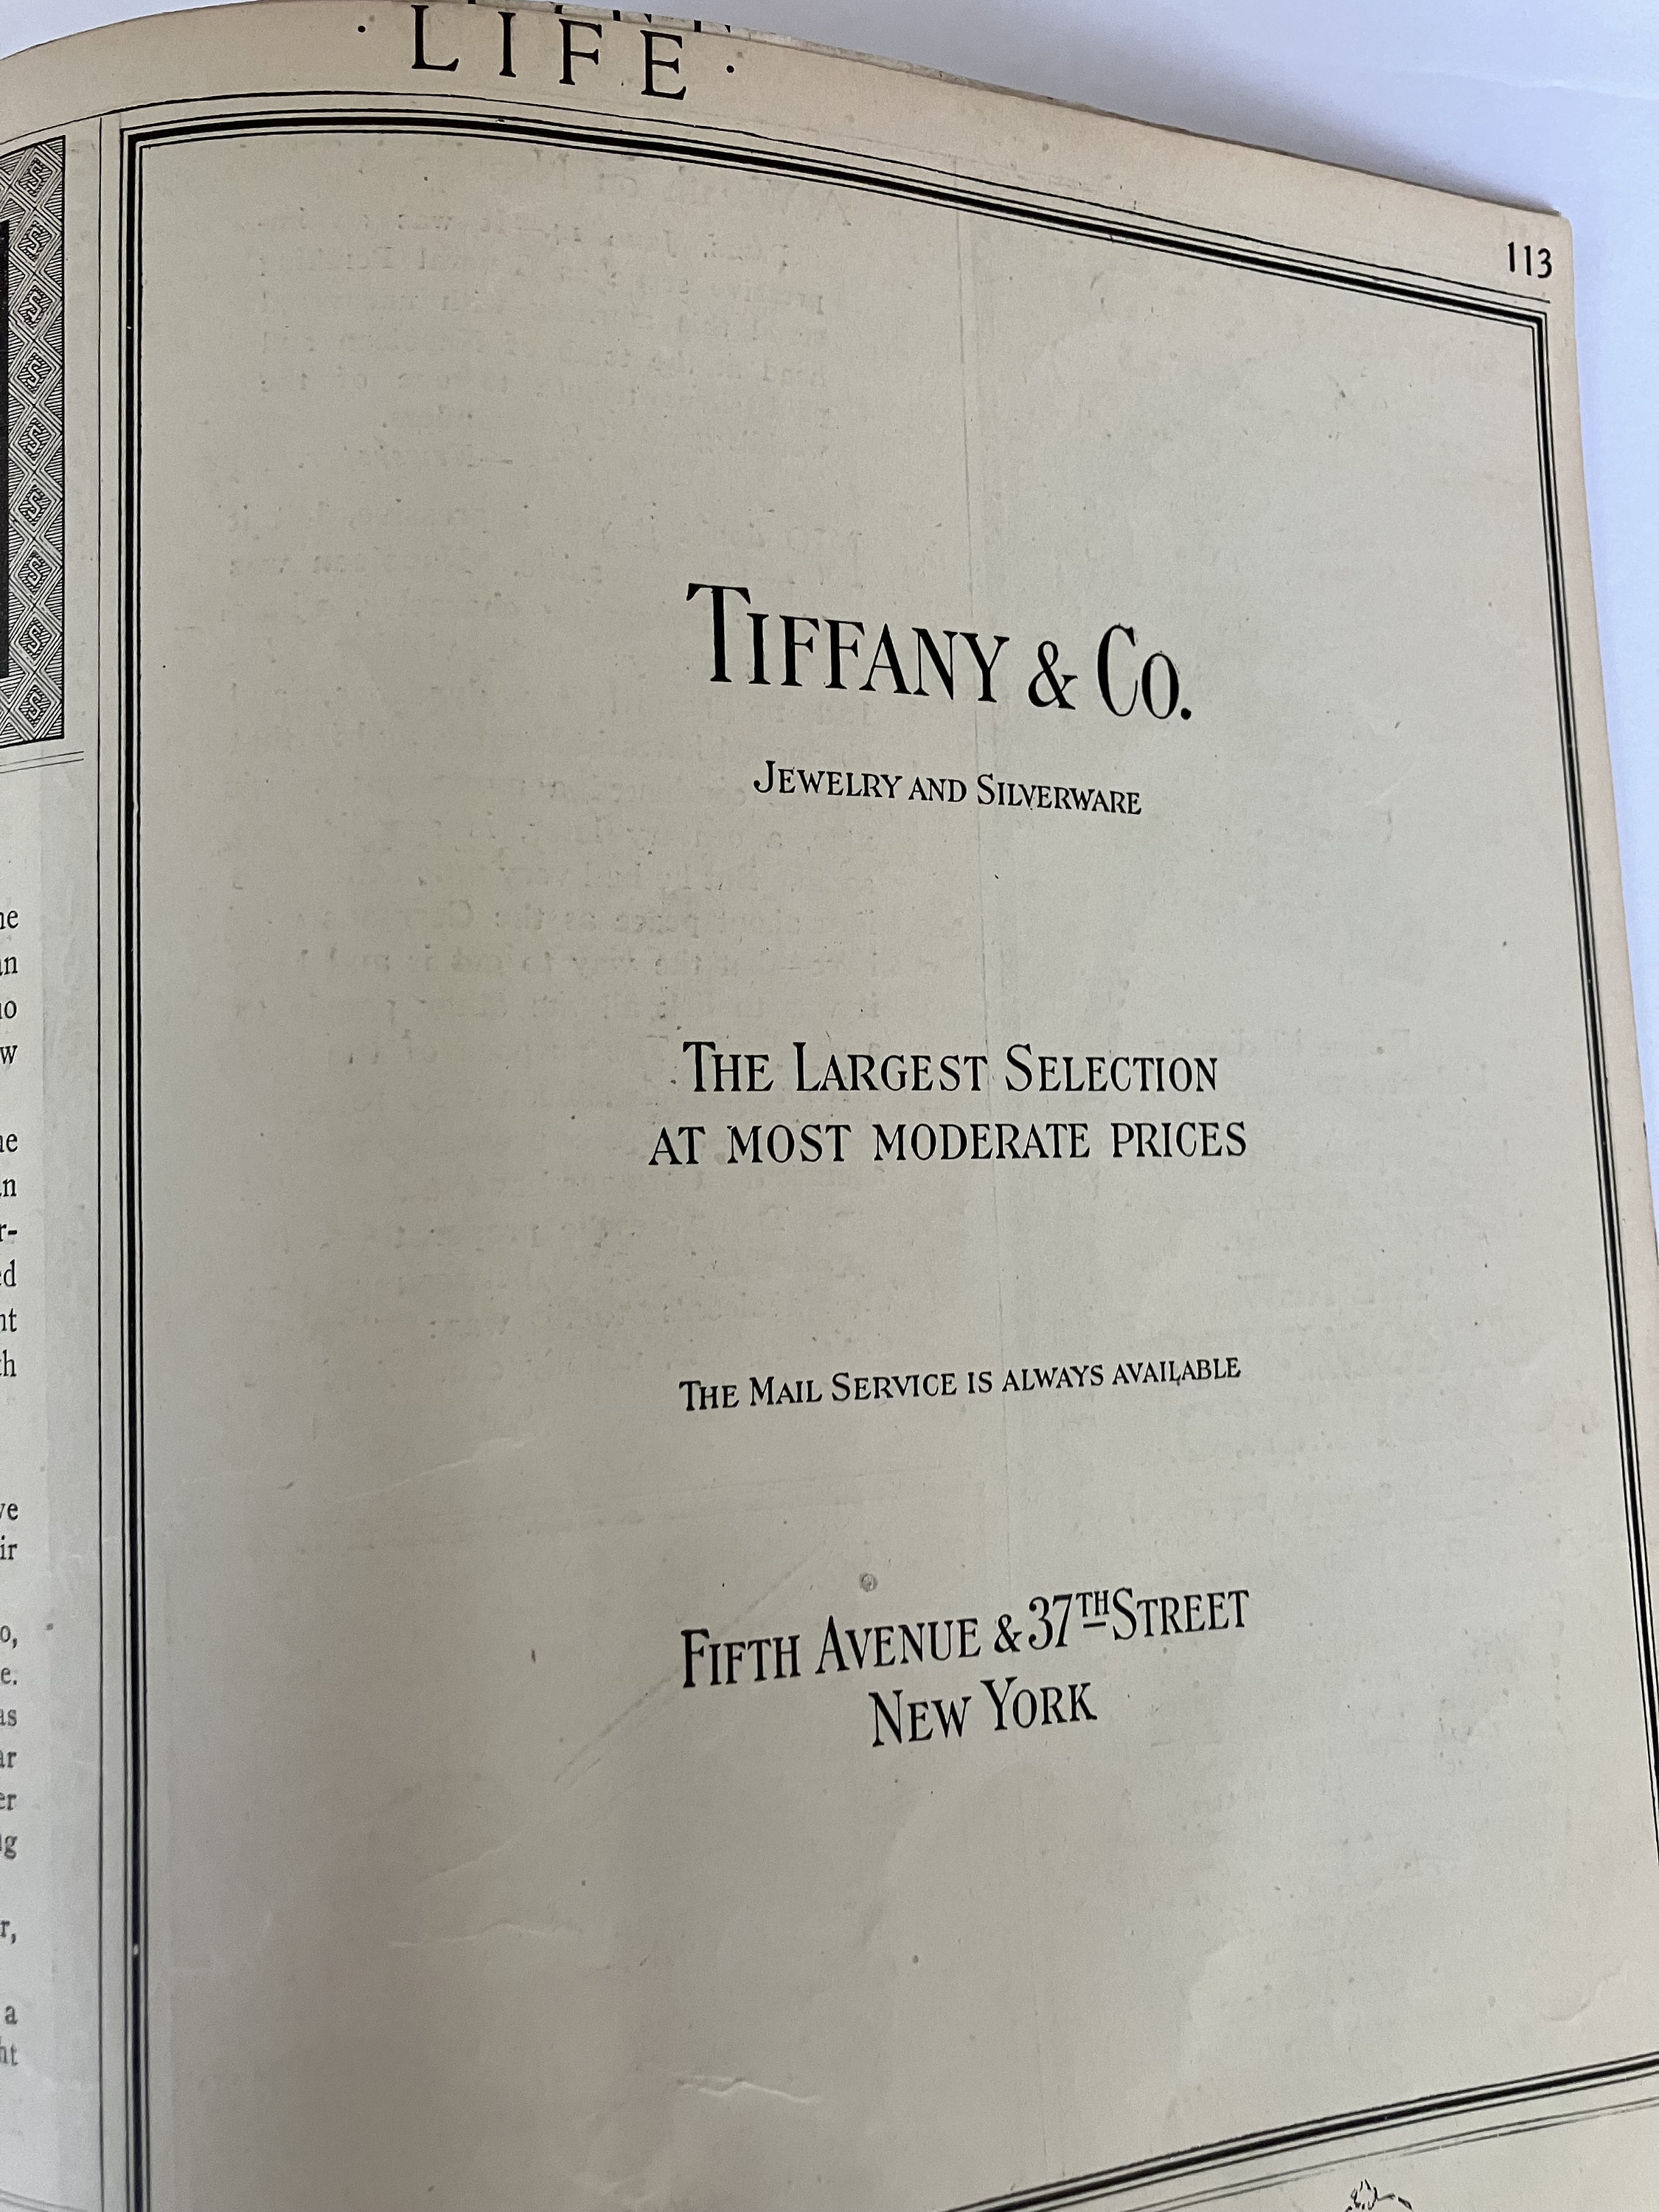 · LIFE ·
113
TIFFANY & CO.
JEWELRY AND SILVERWARE
THE LARGEST SELECTION
AT MOST MODERATE PRICES
THE MAIL SERVICE IS ALWAYS AVAILABLE
FIFTH AVENUE & 37TH STREET
NEW YORK